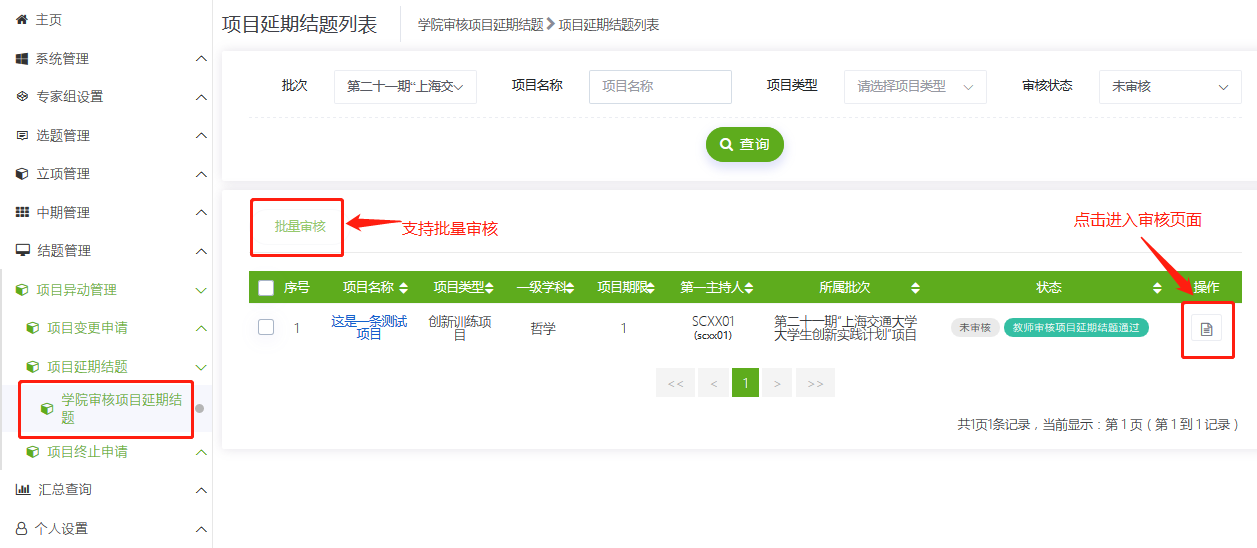 主页
系统管理
专家组设置
选题管理
立项管理
中期管理
结题管理
项目异动管理
项目变更申请
项目延期结题
学院审核项目延期结
题
项目终止申请
汇总查询
个人设置
项目延期结题列表
学院审核项目延期结题 > 项目延期结题列表
批次 第二十一期“上海交 项目名称 项目名称 项目类型 请选择项目类型 审核状态 未审核
查询
批量审核
支持批量审核
点击进入审核页面
序号 项目名称 项目类型 一级学科 项目期限 第一主持人 所属批次 状态 操作
1 这是一条测试 创新训练项 哲学 1 SCXX01 第二十一期“上海交通大学 未审核 教师审核项目延期结题通过
项目 目 (scxx01) 大学生创新实践计划”项目
<< < 1 > >>
共1页1条记录，当前显示：第 1 页（第 1 到 1 记录）